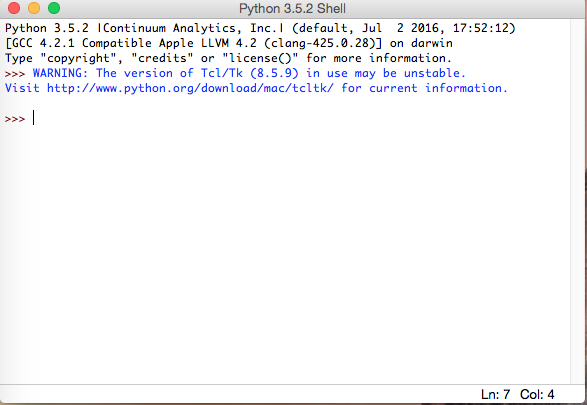 Python 3.5.2 Shell
Python 3.5.2 |Continuum Analytics, Inc.| (default, Jul  2 2016, 17:52:12)
[GCC 4.2.1 Compatible Apple LLVM 4.2 (clang-425.0.28)] on darwin
Type "copyright", "credits" or "license()" for more information.
>>> WARNING: The version of Tcl/Tk (8.5.9) in use may be unstable.
Visit http://www.python.org/download/mac/tcltk/ for current information.
>>>
Ln: 7 Col: 4